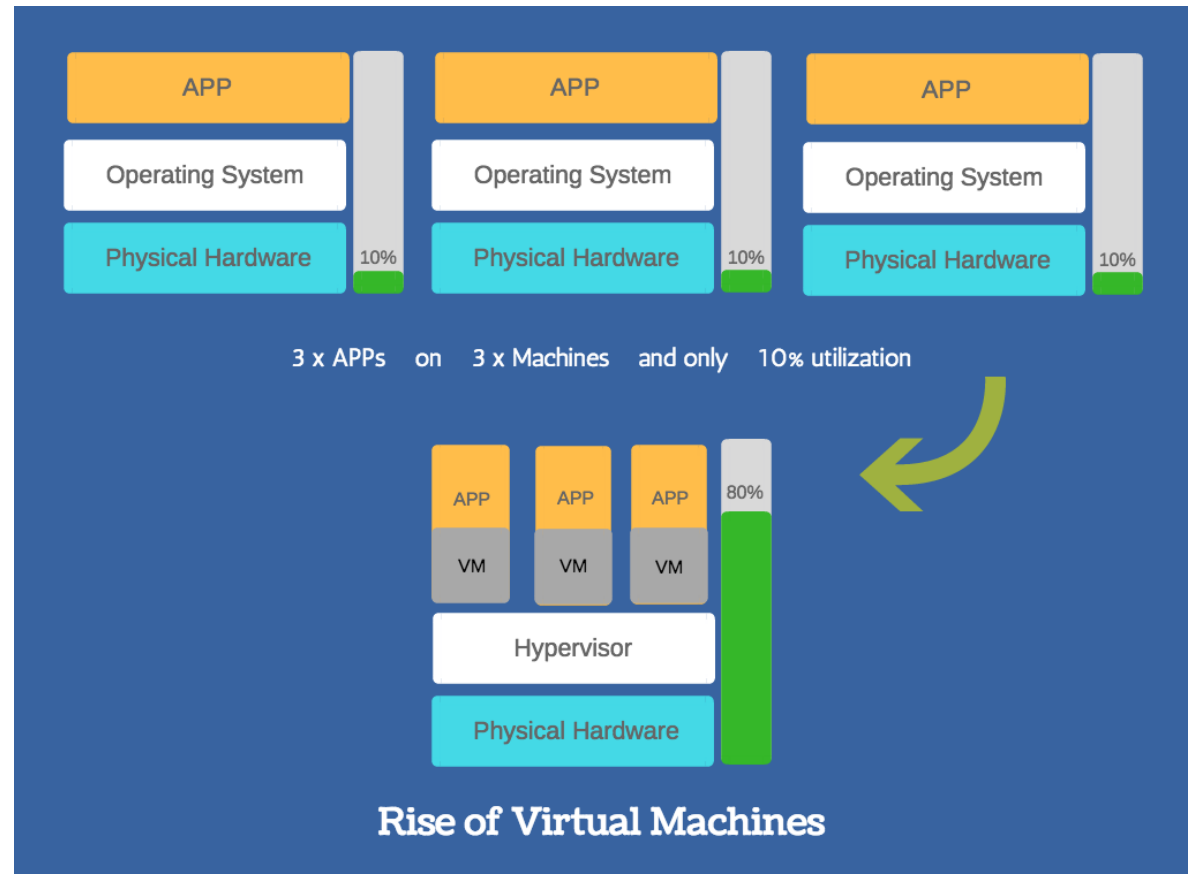 APP
Operating System
Physical Hardware
10%
APP
Operating System
Physical Hardware
10%
APP
Operating System
Physical Hardware
10%
3 x APPs on 3 x Machines and only 10% utilization
APP
VM
APP
VM
APP
VM
80%
Hypervisor
Physical Hardware
Rise of Virtual Machines